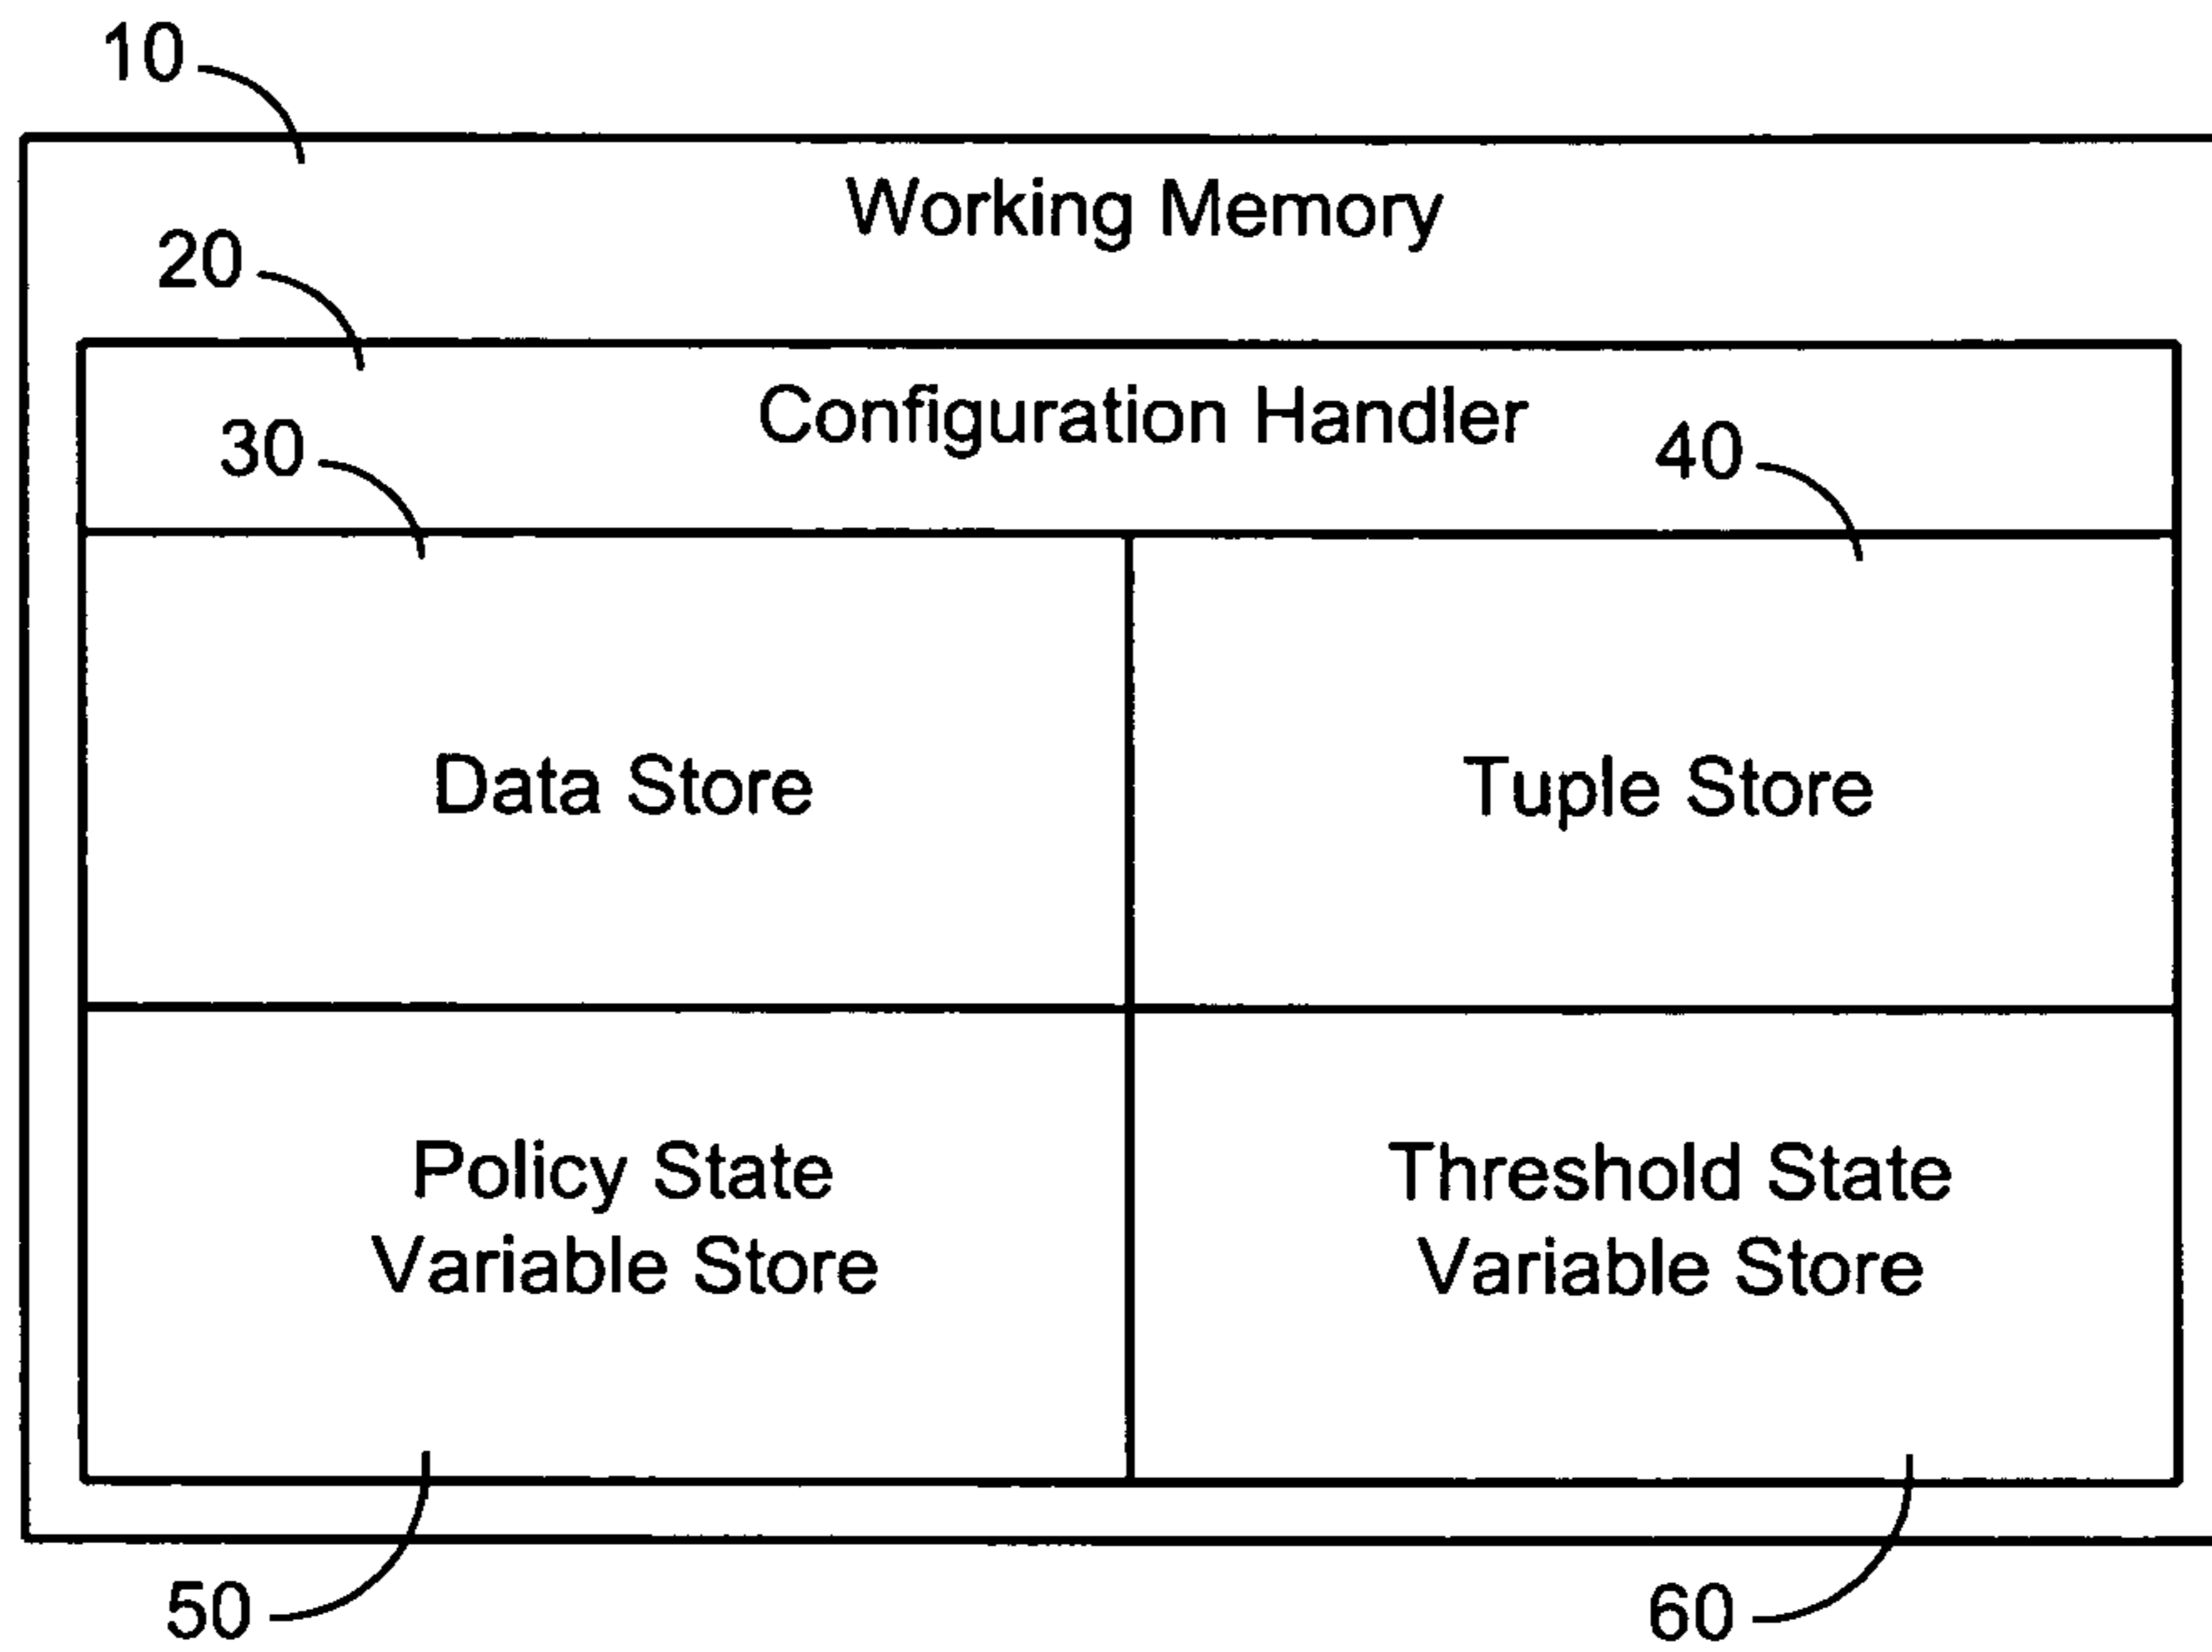 10
Working Memory
20
Configuration Handler
30
40
Data Store
Tuple Store
Policy State
Variable Store
Threshold State
Variable Store
50
60